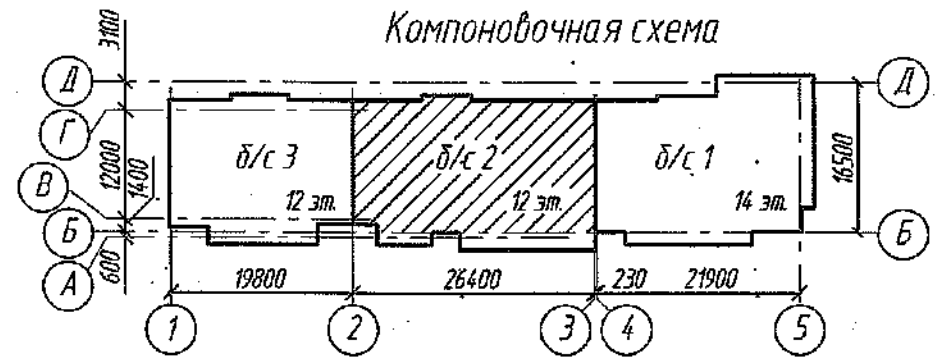 Компоновочная схема
3100
Д
Д
Г
б/с 3
б/с 2
б/с 1
12000
1400
16500
В
12 эт.
12 эт.
14 эт.
Б
Б
А
600
19800
26400
230
21900
1
2
3
4
5